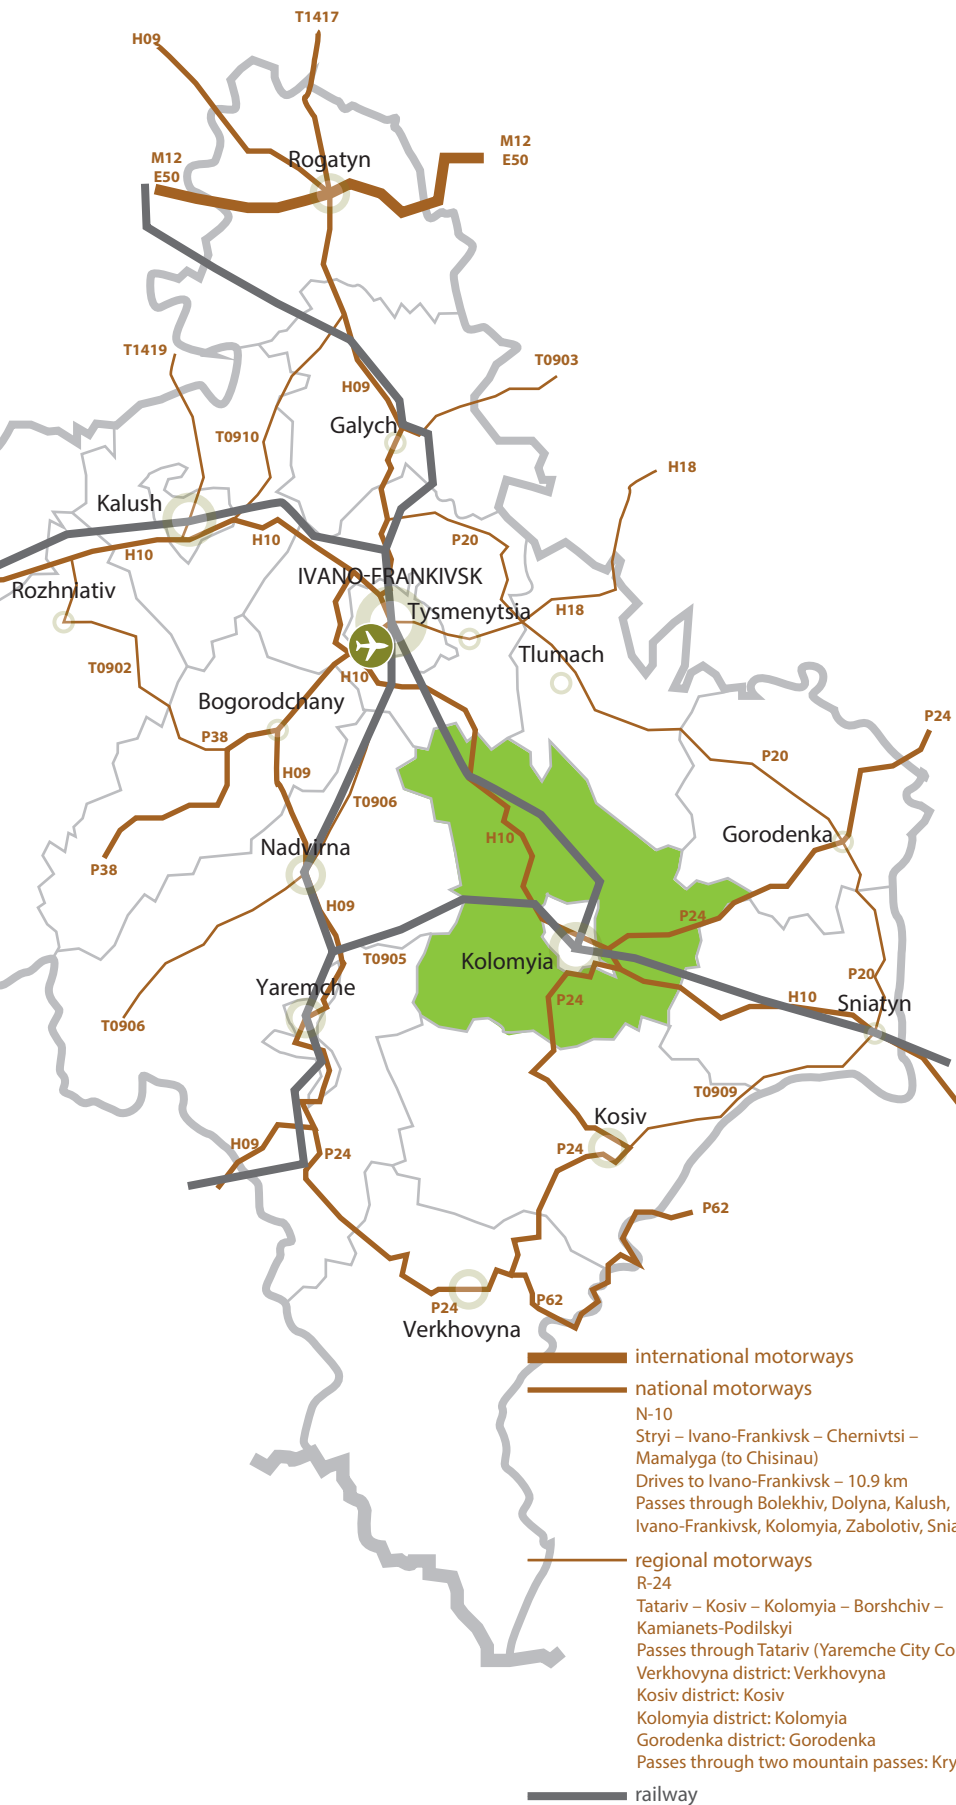 T1417
H09
M12
E50
Rogatyn
M12
E50
T1419
T0903
H09
Galych
T0910
H18
Kalush
H10
H10
P20
IVANO-FRANKIVSK
Rozhniativ
Tysmenytsia
H18
Tlumach
T0902
H10
Bogorodchany
P24
P38
P20
H09
T0906
H10
Gorodenka
Nadvirna
P38
H09
P24
T0905
Kolomyia
P20
Yaremche
P24
H10
Sniatyn
T0906
T0909
Kosiv
H09
P24
P24
P62
P24
P62
Verkhovyna
international motorways
national motorways
N-10
Stryi – Ivano-Frankivsk – Chernivtsi –
Mamalyga (to Chisinau)
Drives to Ivano-Frankivsk – 10.9 km
Passes through Bolekhiv, Dolyna, Kalush,
Ivano-Frankivsk, Kolomyia, Zabolotiv, Snia
regional motorways
R-24
Tatariv – Kosiv – Kolomyia – Borshchiv –
Kamianets-Podilskyi
Passes through Tatariv (Yaremche City Co
Verkhovyna district: Verkhovyna
Kosiv district: Kosiv
Kolomyia district: Kolomyia
Gorodenka district: Gorodenka
Passes through two mountain passes: Kry
railway